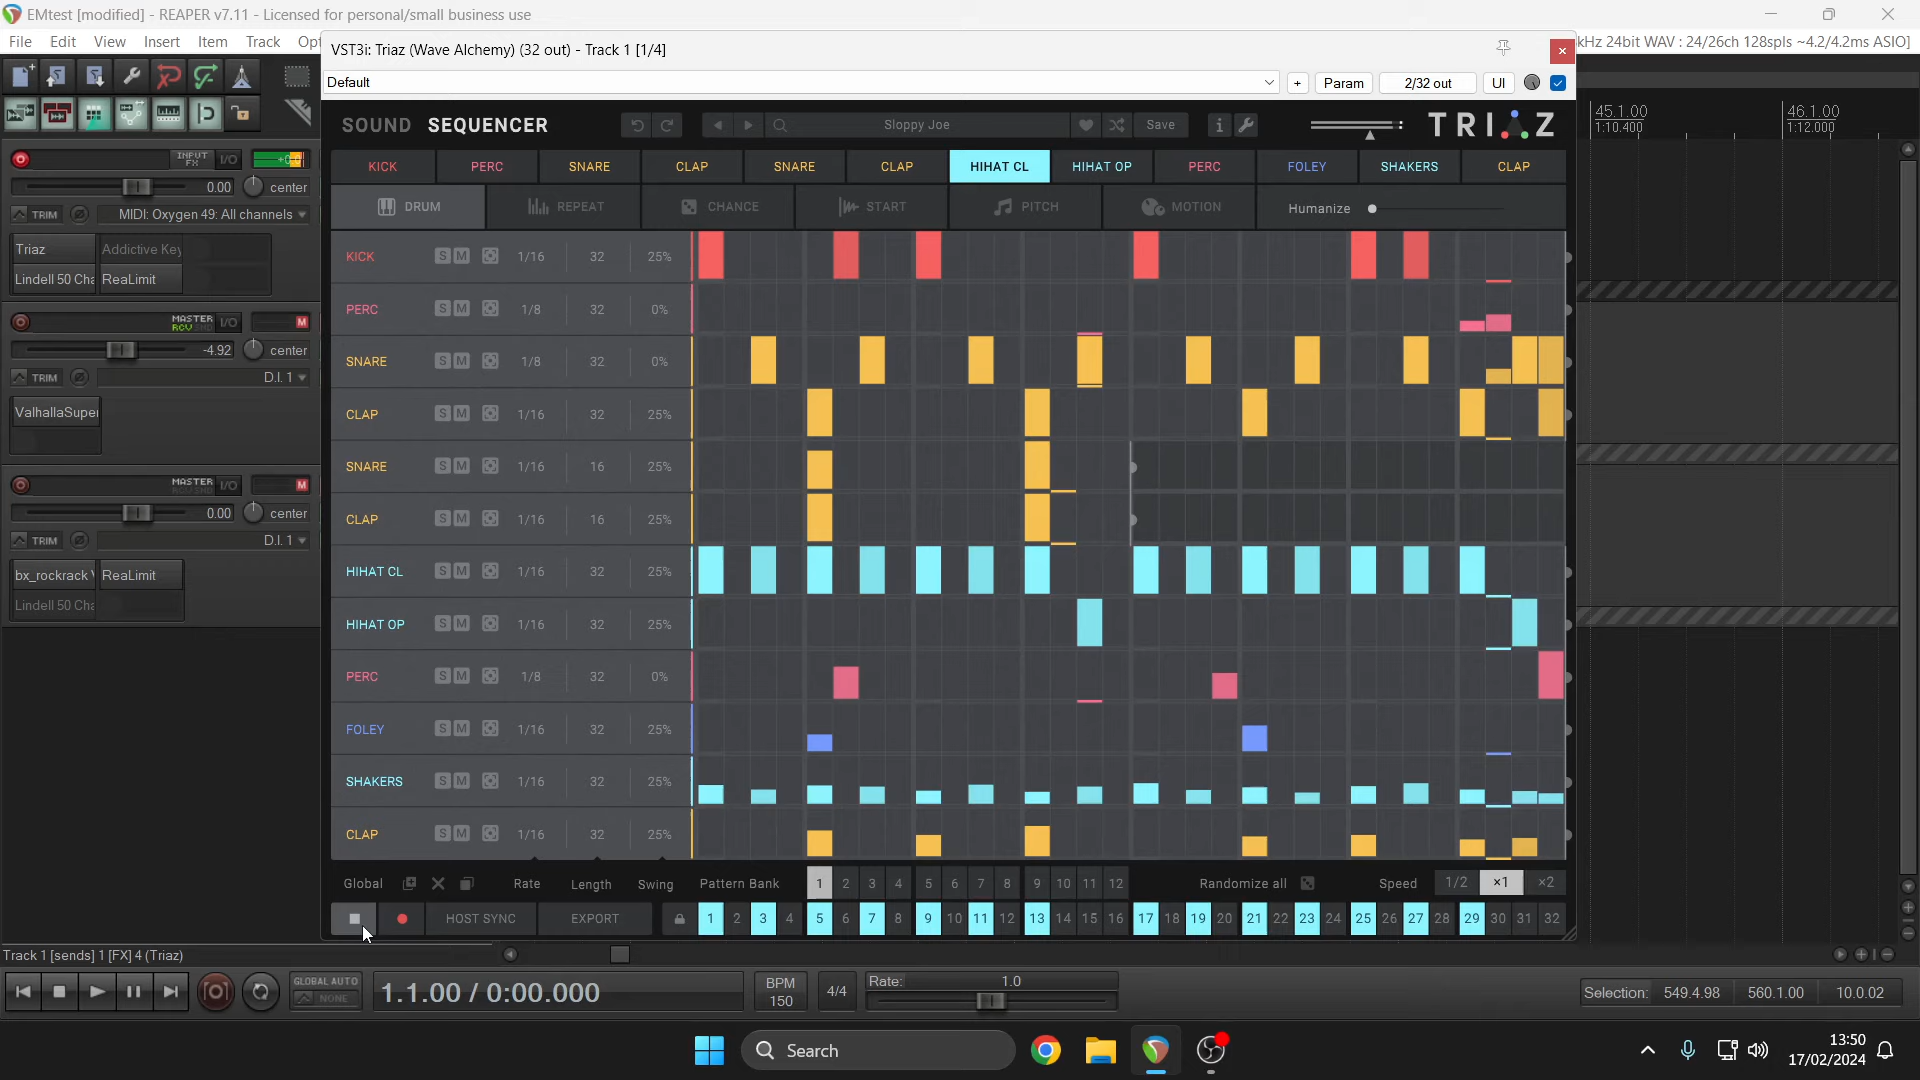 EMtest [modified] - REAPER v7.11 - Licensed for personal/small business use
File Edit View Insert Item Track
VST3i: Triaz (Wave Alchemy) (32 out) - Track 1 [1/4]
kHz 24bit WAV : 24/26ch 128spls ~4.2/4.2ms ASIO]
Default + Param 2/32 out UI
45.1.00 46.1.00
1:10.400 1:12.000
SOUND SEQUENCER Sloppy Joe Save TRIAZ
INPUT FX I/O
KICK PERC SNARE CLAP SNARE CLAP HIHAT CL HIHAT OP PERC FOLEY SHAKERS CLAP
0.00 center
DRUM REPEAT CHANCE START PITCH MOTION Humanize
TRIM MIDI: Oxygen 49: All channels
Triaz Addictive Key
Lindell 50 Cha ReaLimit
KICK S M 1/16 32 25%
PERC S M 1/8 32 0%
MASTER RCV SND I/O M
-4.92 center
SNARE S M 1/8 32 0%
TRIM D.I. 1
ValhallaSuper
CLAP S M 1/16 32 25%
SNARE S M 1/16 16 25%
MASTER RCV SND I/O M
0.00 center
CLAP S M 1/16 16 25%
TRIM D.I. 1
bx_rockrack ReaLimit
Lindell 50 Cha
HIHAT CL S M 1/16 32 25%
HIHAT OP S M 1/16 32 25%
PERC S M 1/8 32 0%
FOLEY S M 1/16 32 25%
SHAKERS S M 1/16 32 25%
CLAP S M 1/16 32 25%
Global Rate Length Swing Pattern Bank 1 2 3 4 5 6 7 8 9 10 11 12 Randomize all Speed 1/2 ×1 ×2
HOST SYNC EXPORT 1 2 3 4 5 6 7 8 9 10 11 12 13 14 15 16 17 18 19 20 21 22 23 24 25 26 27 28 29 30 31 32
Track 1 [sends] 1 [FX] 4 (Triaz)
GLOBAL AUTO
NONE
1.1.00 / 0:00.000
BPM
150
4/4
Rate: 1.0
Selection: 549.4.98 560.1.00 10.0.02
Search
13:50
17/02/2024